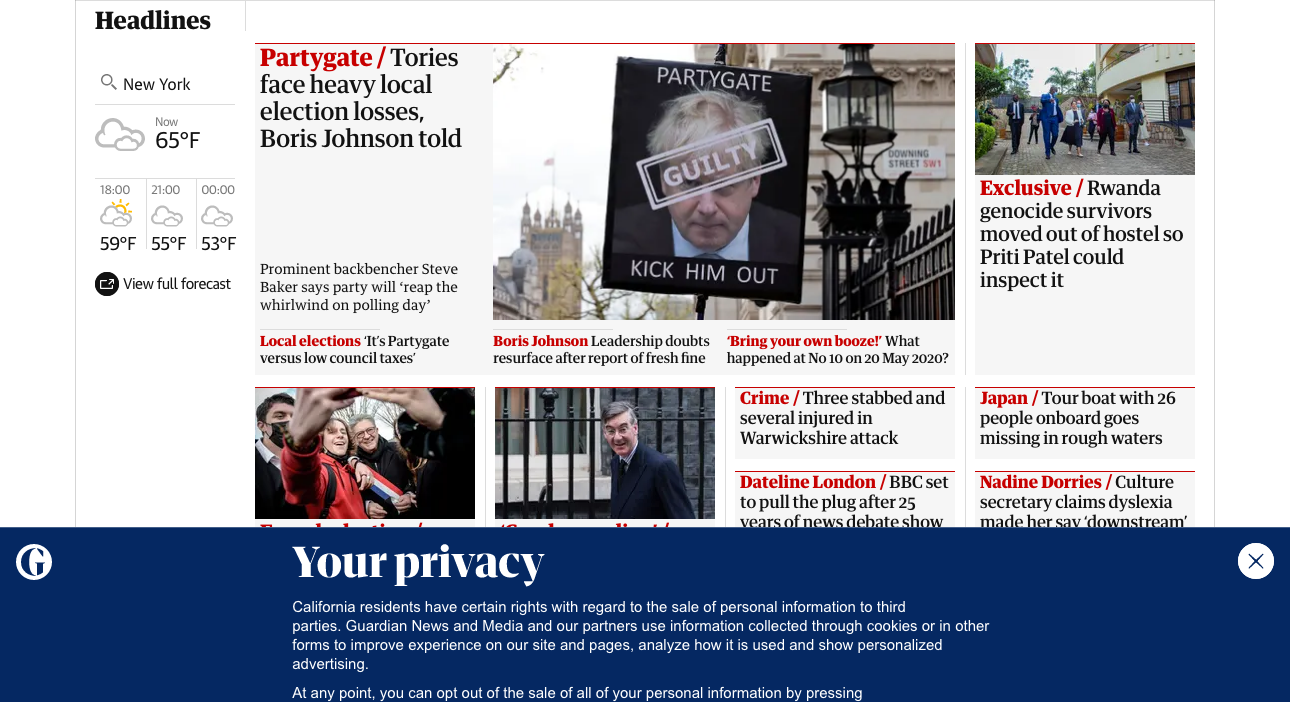 Headlines
New York
Now
65°F
18:00
21:00
00:00
59°F
55°F
53°F
View full forecast
Partygate / Tories
face heavy local
election losses,
Boris Johnson told
Prominent backbencher Steve
Baker says party will ‘reap the
whirlwind on polling day’
PARTYGATE
GUILTY
KICK HIM OUT
DOWNING
STREET SW1
Local elections ‘It’s Partygate
versus low council taxes’
Boris Johnson Leadership doubts
resurface after report of fresh fine
‘Bring your own booze!’ What
happened at No 10 on 20 May 2020?
Exclusive / Rwanda
genocide survivors
moved out of hostel so
Priti Patel could
inspect it
Crime / Three stabbed and
several injured in
Warwickshire attack
Japan / Tour boat with 26
people onboard goes
missing in rough waters
Dateline London / BBC set
to pull the plug after 25
years of news debate show
Nadine Dorries / Culture
secretary claims dyslexia
made her say ‘downstream’
Your privacy
California residents have certain rights with regard to the sale of personal information to third
parties. Guardian News and Media and our partners use information collected through cookies or in other
forms to improve experience on our site and pages, analyze how it is used and show personalized
advertising.
At any point, you can opt out of the sale of all of your personal information by pressing